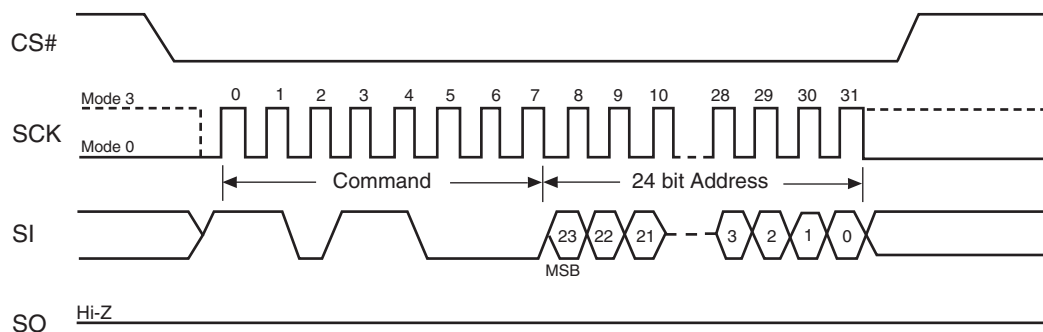 CS#
Mode 3
0 1 2 3 4 5 6 7 8 9 10 28 29 30 31
SCK
Mode 0
Command 24 bit Address
SI
23 22 21 3 2 1 0
MSB
Hi-Z
SO